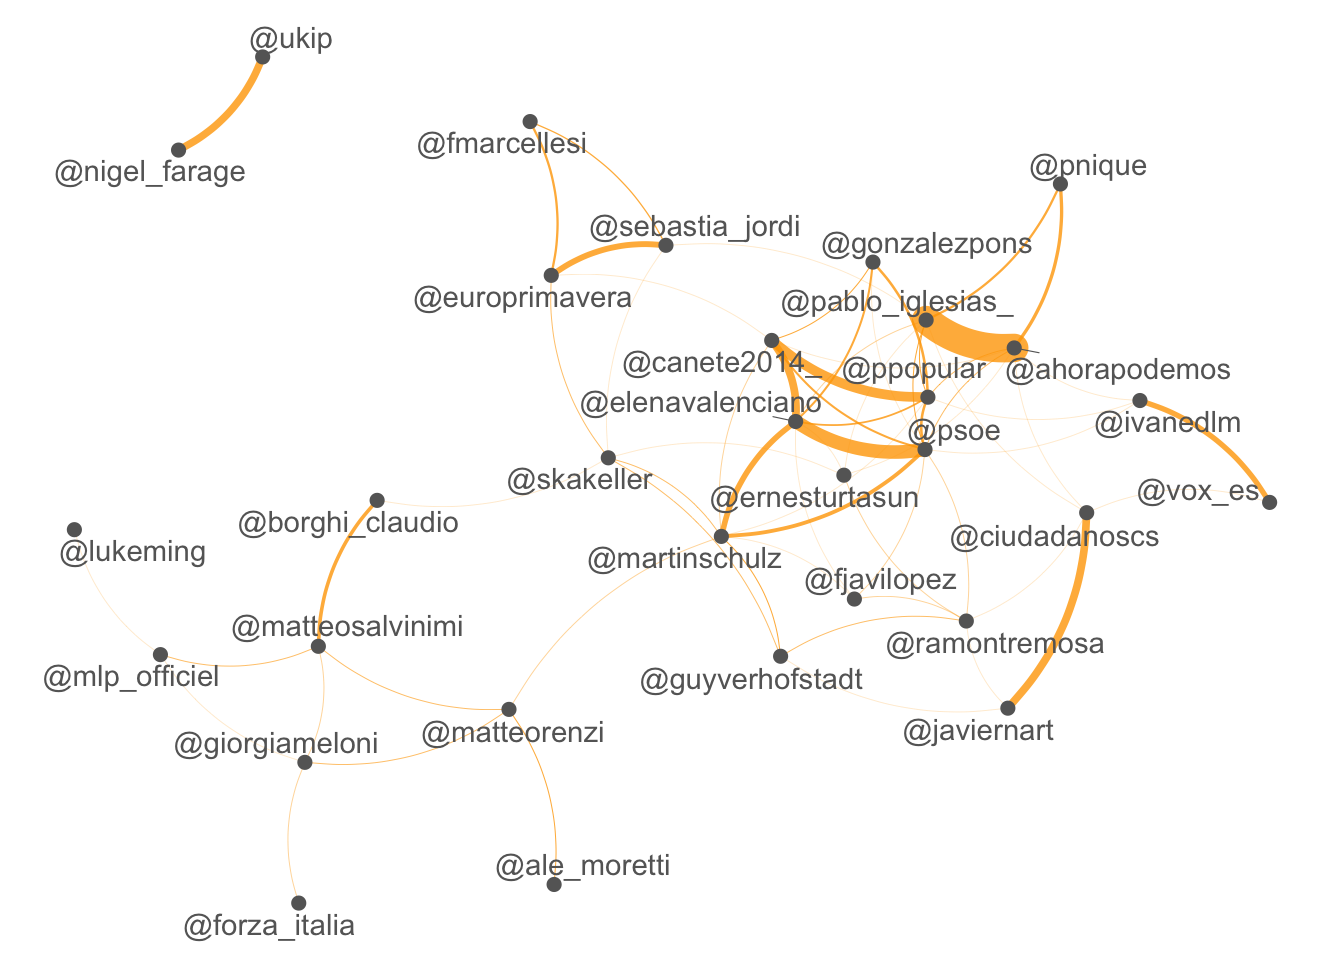 @ukip
@fmarcellesi
@pnique
@nigel_farage
@sebastia_jordi
@gonzalezpons
@europrimavera
@pablo_iglesias_
@canete2014_
@ppopular
@ahorapodemos
@elenavalenciano
@ivanedlm
@psoe
@skakeller
@vox_es
@ernesturtasun
@borghi_claudio
@ciudadanoscs
@lukeming
@martinschulz
@fjavilopez
@matteosalvinimi
@ramontremosa
@mlp_officiel
@guyverhofstadt
@matteorenzi
@javiernart
@giorgiameloni
@ale_moretti
@forza_italia